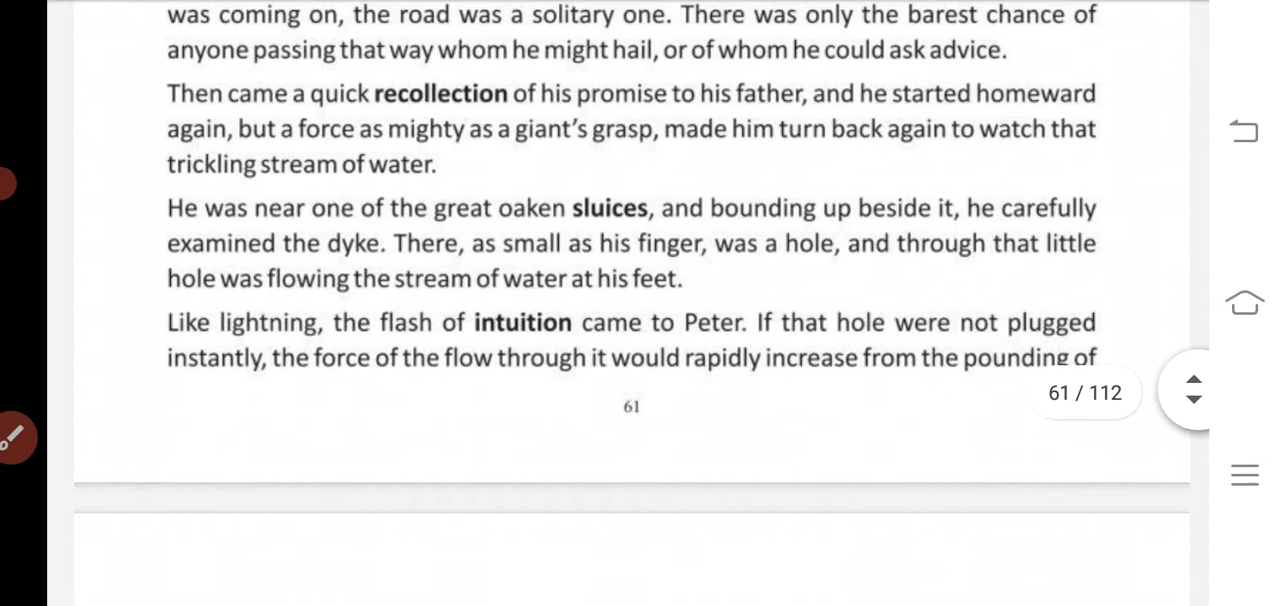 was coming on, the road was a solitary one. There was only the barest chance of
anyone passing that way whom he might hail, or of whom he could ask advice.
Then came a quick recollection of his promise to his father, and he started homeward
again, but a force as mighty as a giant’s grasp, made him turn back again to watch that
trickling stream of water.
He was near one of the great oaken sluices, and bounding up beside it, he carefully
examined the dyke. There, as small as his finger, was a hole, and through that little
hole was flowing the stream of water at his feet.
Like lightning, the flash of intuition came to Peter. If that hole were not plugged
instantly, the force of the flow through it would rapidly increase from the pounding of
61 / 112
61